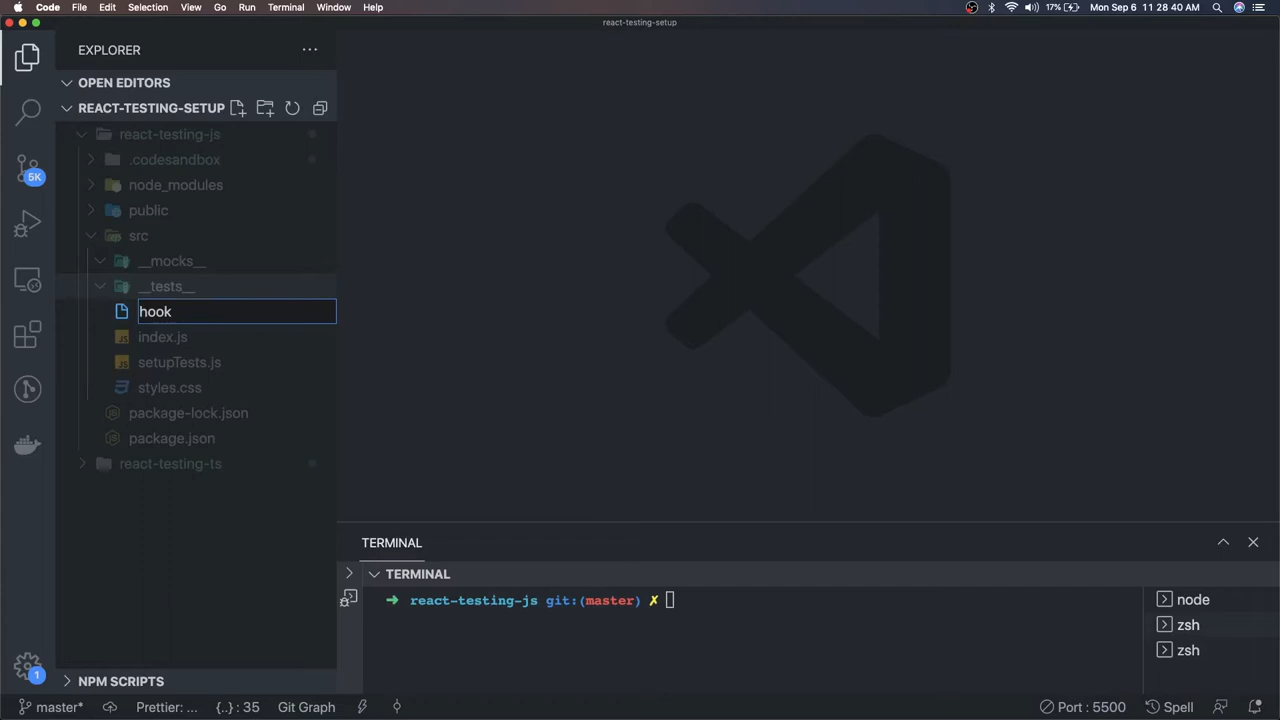 Code File Edit Selection View Go Run Terminal Window Help 17% Mon Sep 6 11 28 40 AM
react-testing-setup
EXPLORER
OPEN EDITORS
REACT-TESTING-SETUP
react-testing-js
.codesandbox
node_modules
public
src
__mocks__
__tests__
hook
index.js
setupTests.js
styles.css
package-lock.json
package.json
react-testing-ts
NPM SCRIPTS
5K
1
TERMINAL
TERMINAL
→ react-testing-js git:(master) ✗
node
zsh
zsh
master* Prettier: ... {..} : 35 Git Graph Port : 5500 Spell